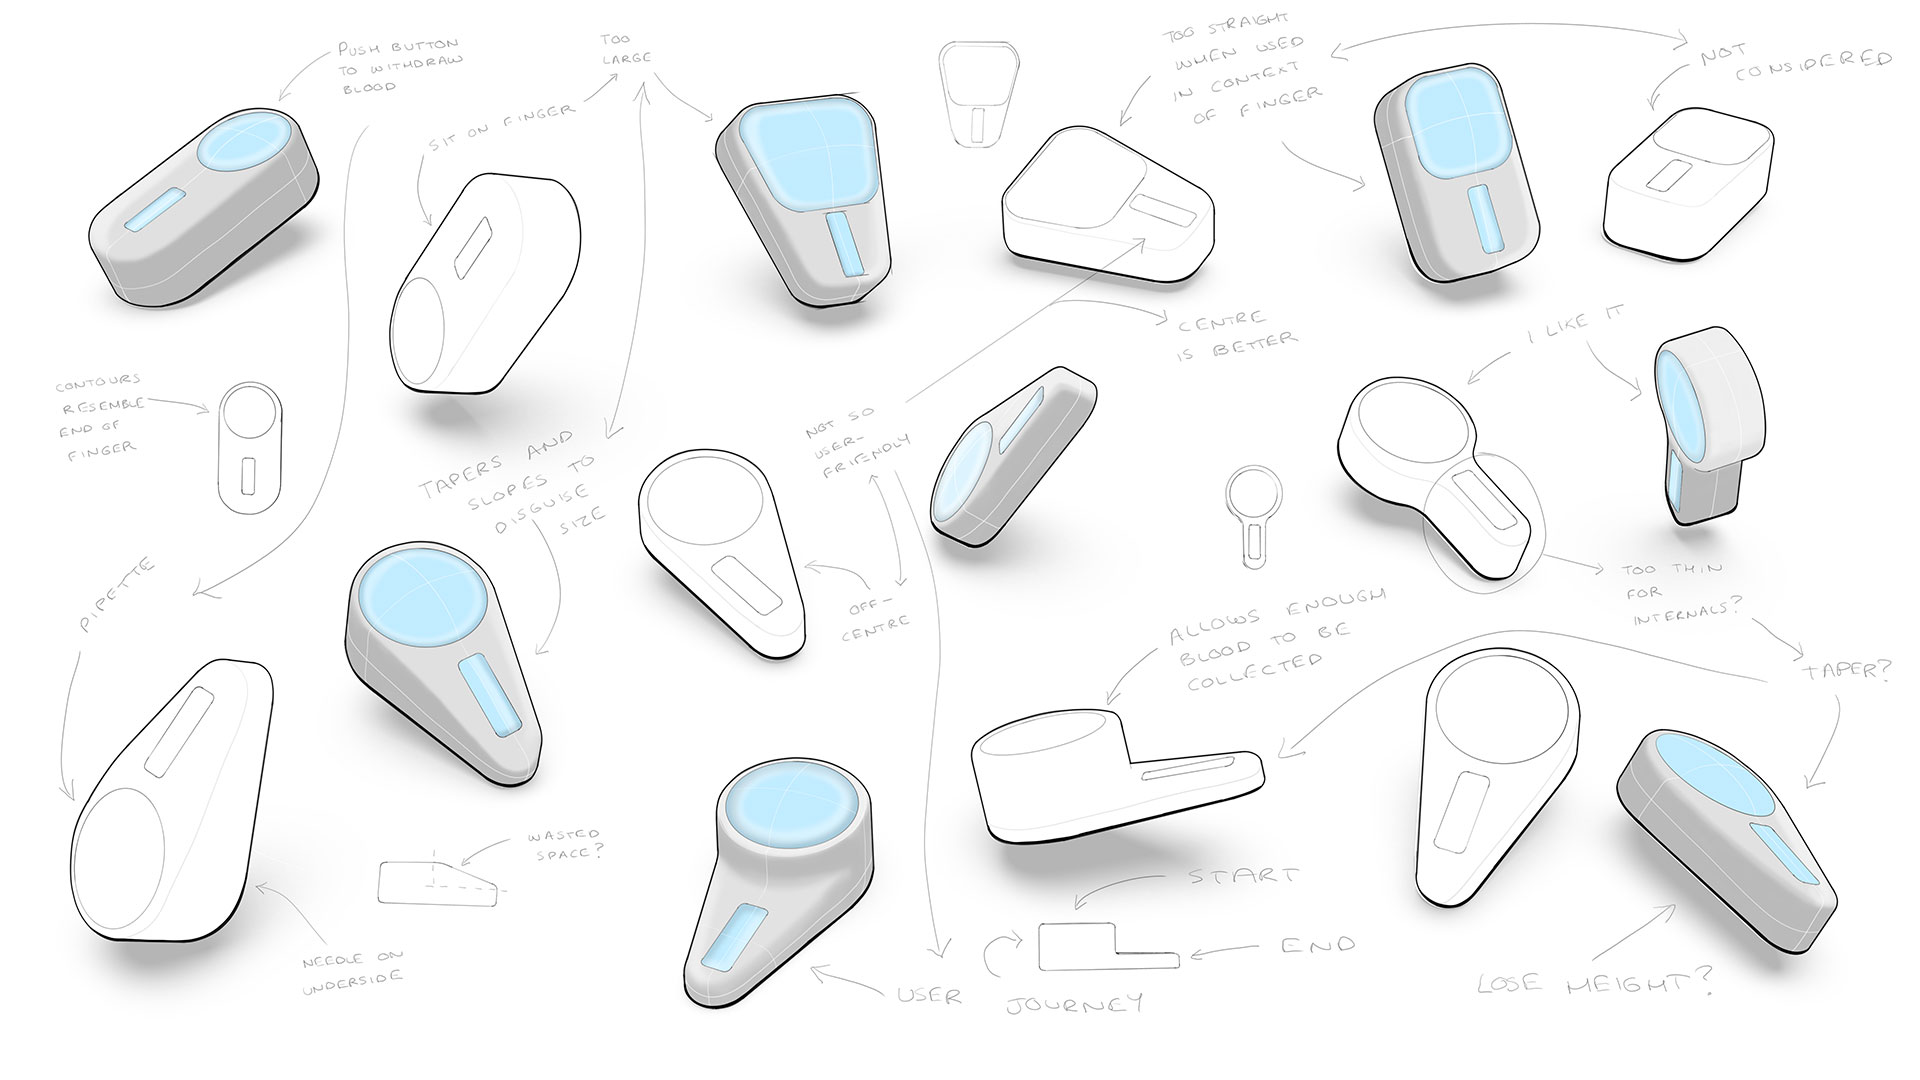 PUSH BUTTON
TO WITHDRAW
BLOOD
SIT ON FINGER
TOO
LARGE
TOO STRAIGHT
WHEN USED
IN CONTEXT
OF FINGER
NOT
CONSIDERED
CENTRE
IS BETTER
I LIKE IT
CONTOURS
RESEMBLE
END OF
FINGER
TAPERS AND
SLOPES TO
DISGUISE
SIZE
NOT SO
USER-
FRIENDLY
OFF-
CENTRE
PIPETTE
ALLOWS ENOUGH
BLOOD TO BE
COLLECTED
TOO THIN
FOR
INTERNALS?
TAPER?
WASTED
SPACE?
NEEDLE ON
UNDERSIDE
START
END
USER JOURNEY
LOSE HEIGHT?